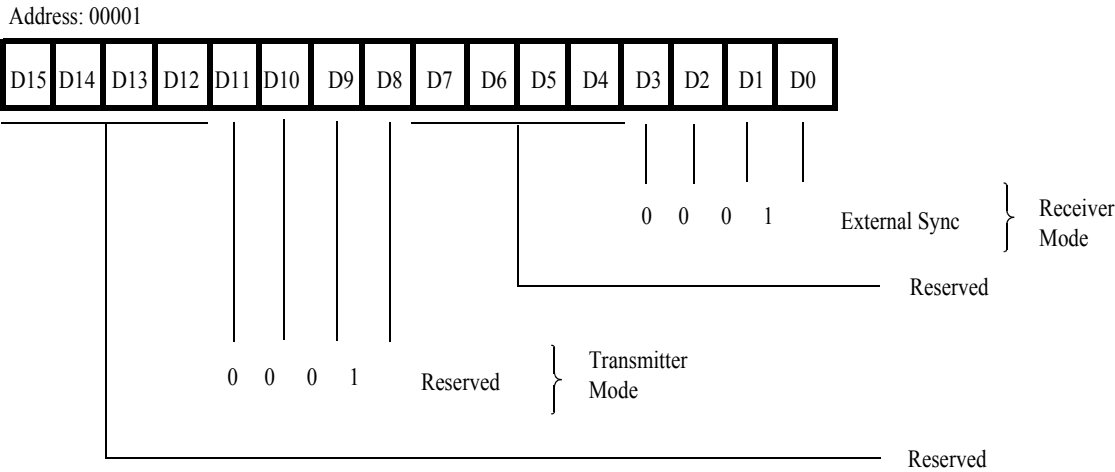 Address: 00001
D15 D14 D13 D12 D11 D10 D9 D8 D7 D6 D5 D4 D3 D2 D1 D0
0 0 0 1 External Sync
Receiver
Mode
Reserved
0 0 0 1 Reserved
Transmitter
Mode
Reserved